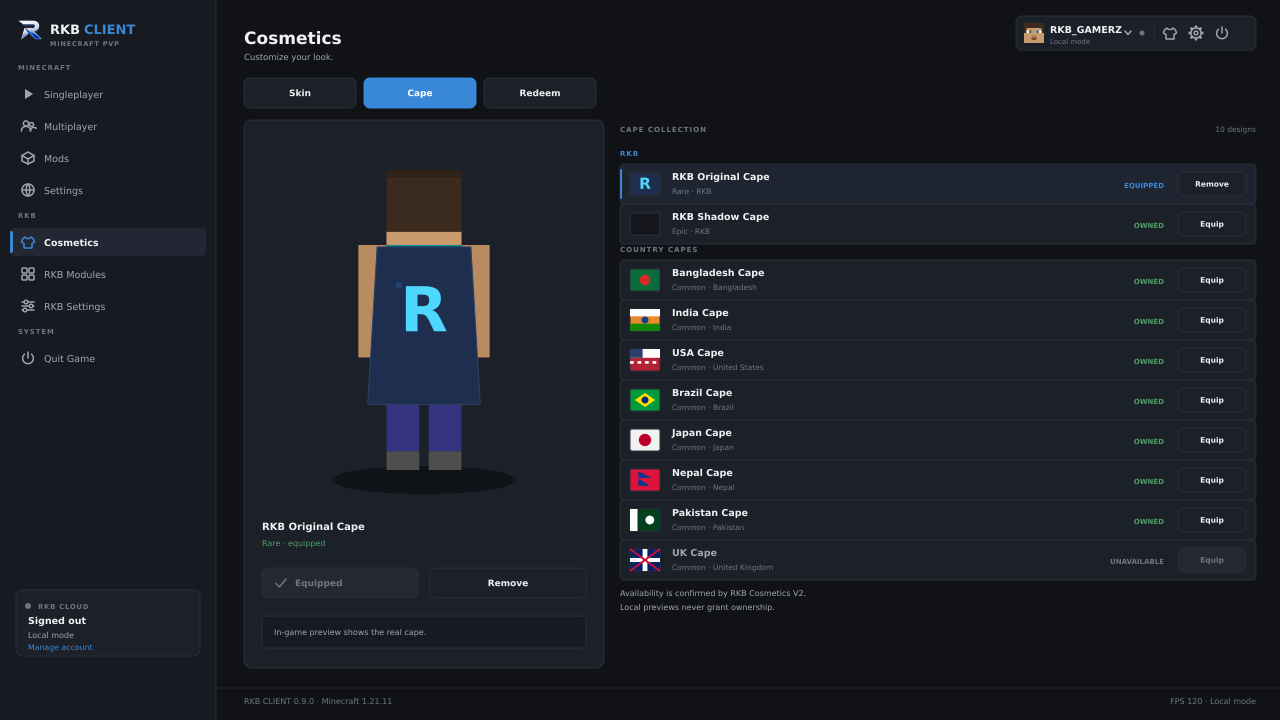 RKB CLIENT
MINECRAFT PVP
MINECRAFT
Singleplayer
Multiplayer
Mods
Settings
RKB
Cosmetics
RKB Modules
RKB Settings
SYSTEM
Quit Game
RKB CLOUD
Signed out
Local mode
Manage account
Cosmetics
Customize your look.
RKB_GAMERZ
Local mode
Skin
Cape
Redeem
R
RKB Original Cape
Rare · equipped
Equipped
Remove
In-game preview shows the real cape.
CAPE COLLECTION
10 designs
RKB
R
RKB Original Cape
Rare · RKB
EQUIPPED
Remove
RKB Shadow Cape
Epic · RKB
OWNED
Equip
COUNTRY CAPES
Bangladesh Cape
Common · Bangladesh
OWNED
Equip
India Cape
Common · India
OWNED
Equip
USA Cape
Common · United States
OWNED
Equip
Brazil Cape
Common · Brazil
OWNED
Equip
Japan Cape
Common · Japan
OWNED
Equip
Nepal Cape
Common · Nepal
OWNED
Equip
Pakistan Cape
Common · Pakistan
OWNED
Equip
UK Cape
Common · United Kingdom
UNAVAILABLE
Equip
Availability is confirmed by RKB Cosmetics V2.
Local previews never grant ownership.
RKB CLIENT 0.9.0 · Minecraft 1.21.11
FPS 120 · Local mode